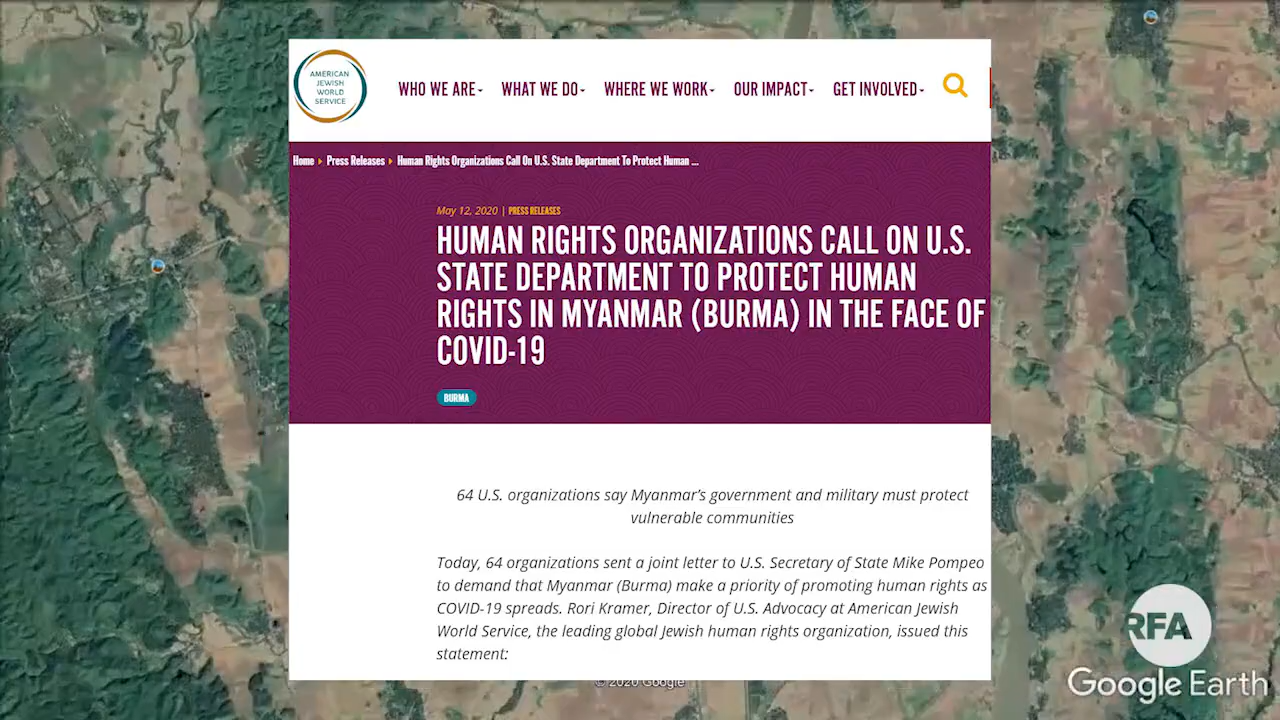 AMERICAN
JEWISH
WORLD
SERVICE
WHO WE ARE WHAT WE DO WHERE WE WORK OUR IMPACT GET INVOLVED
Home Press Releases Human Rights Organizations Call On U.S. State Department To Protect Human ...
May 12, 2020 | PRESS RELEASES
HUMAN RIGHTS ORGANIZATIONS CALL ON U.S.
STATE DEPARTMENT TO PROTECT HUMAN
RIGHTS IN MYANMAR (BURMA) IN THE FACE OF
COVID-19
BURMA
64 U.S. organizations say Myanmar's government and military must protect
vulnerable communities
Today, 64 organizations sent a joint letter to U.S. Secretary of State Mike Pompeo
to demand that Myanmar (Burma) make a priority of promoting human rights as
COVID-19 spreads. Rori Kramer, Director of U.S. Advocacy at American Jewish
World Service, the leading global Jewish human rights organization, issued this
statement:
RFA
© 2020 Google
Google Earth